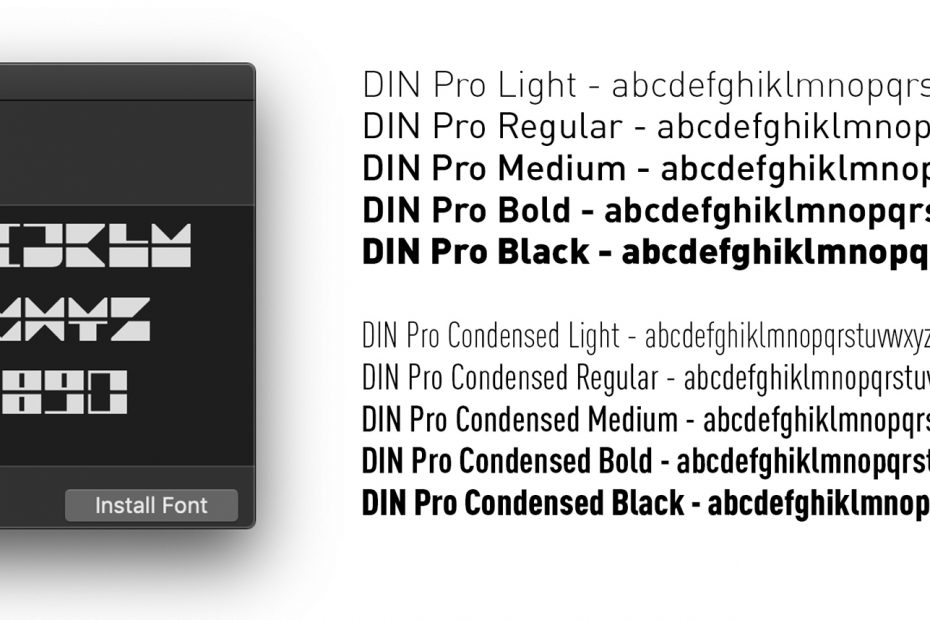 IJKLM
WXYZ
890
Install Font
DIN Pro Light - abcdefghiklmnopqrs
DIN Pro Regular - abcdefghiklmnop
DIN Pro Medium - abcdefghiklmnop
DIN Pro Bold - abcdefghiklmnopqrs
DIN Pro Black - abcdefghiklmnopq
DIN Pro Condensed Light - abcdefghiklmnopqrstuvwxyz
DIN Pro Condensed Regular - abcdefghiklmnopqrstuv
DIN Pro Condensed Medium - abcdefghiklmnopqrs
DIN Pro Condensed Bold - abcdefghiklmnopqrst
DIN Pro Condensed Black - abcdefghiklmnop